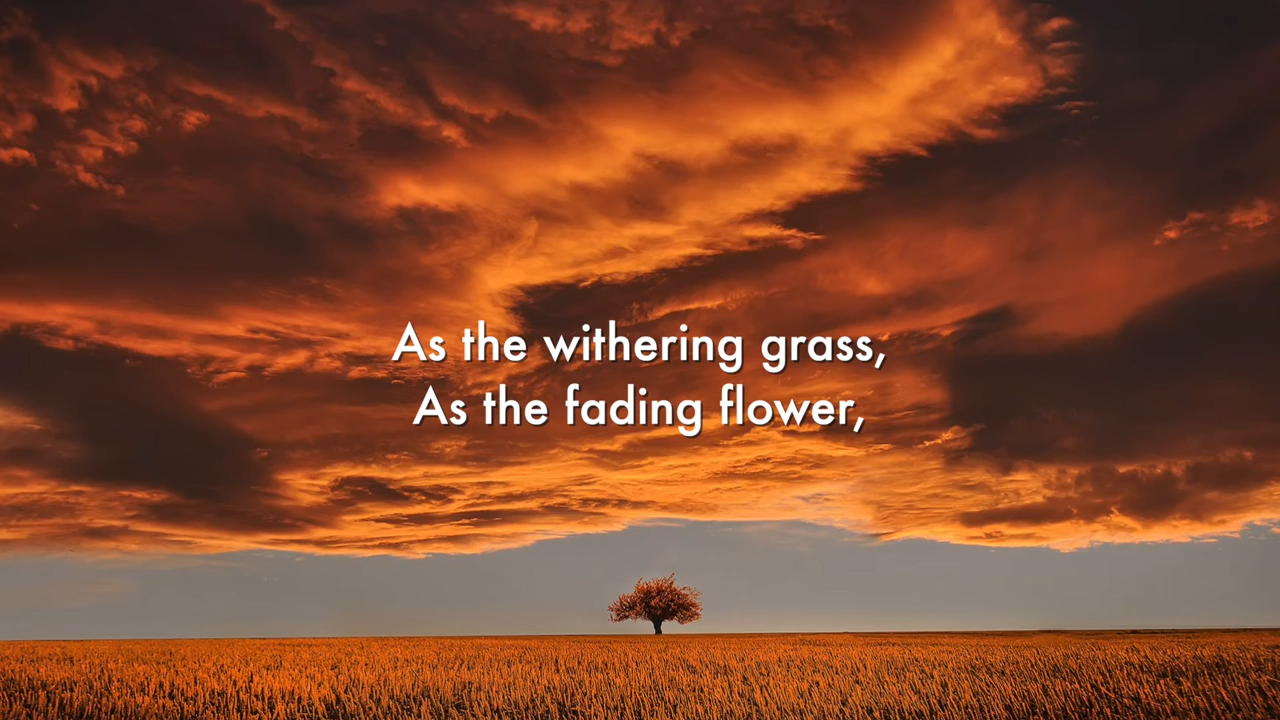 As the withering grass,
As the fading flower,